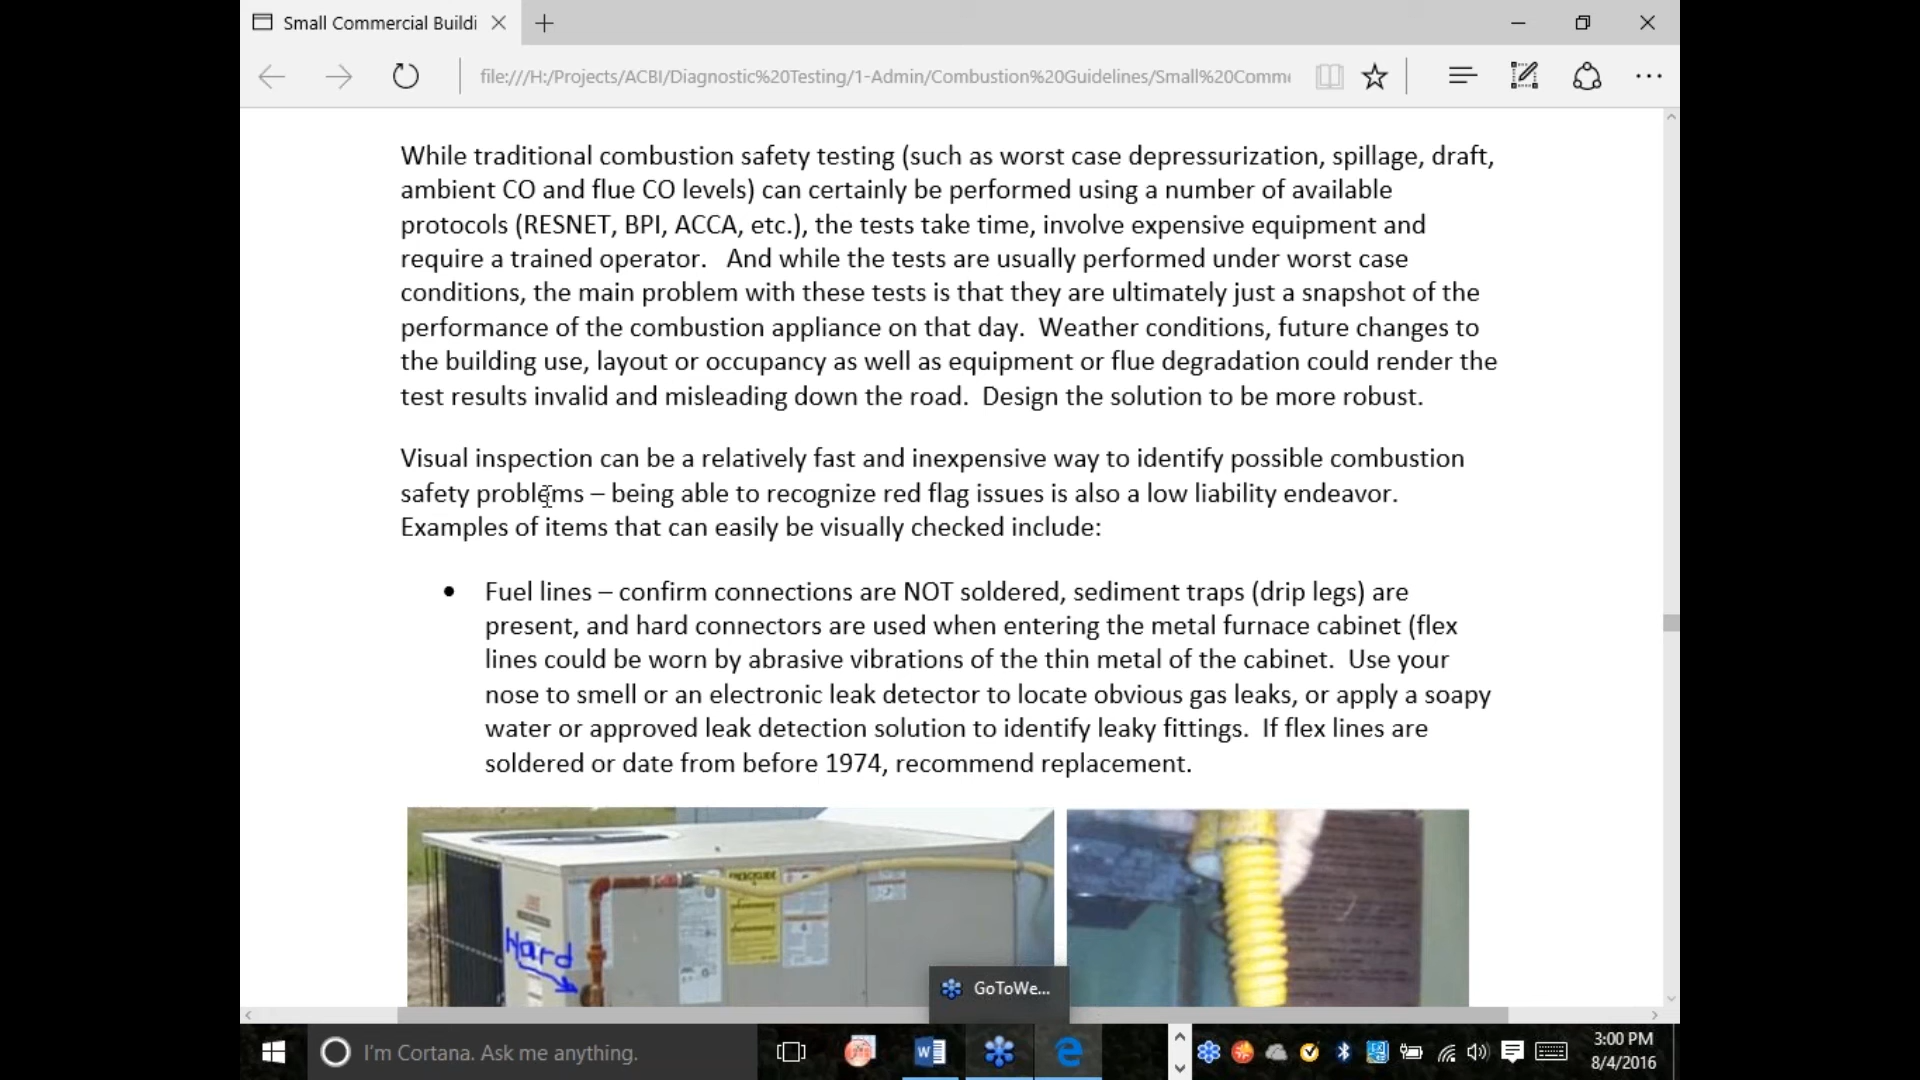 Small Commercial Buildi
file:///H:/Projects/ACBI/Diagnostic%20Testing/1-Admin/Combustion%20Guidelines/Small%20Comme
While traditional combustion safety testing (such as worst case depressurization, spillage, draft,
ambient CO and flue CO levels) can certainly be performed using a number of available
protocols (RESNET, BPI, ACCA, etc.), the tests take time, involve expensive equipment and
require a trained operator.   And while the tests are usually performed under worst case
conditions, the main problem with these tests is that they are ultimately just a snapshot of the
performance of the combustion appliance on that day.  Weather conditions, future changes to
the building use, layout or occupancy as well as equipment or flue degradation could render the
test results invalid and misleading down the road.  Design the solution to be more robust.
Visual inspection can be a relatively fast and inexpensive way to identify possible combustion
safety problems – being able to recognize red flag issues is also a low liability endeavor.
Examples of items that can easily be visually checked include:
• Fuel lines – confirm connections are NOT soldered, sediment traps (drip legs) are
present, and hard connectors are used when entering the metal furnace cabinet (flex
lines could be worn by abrasive vibrations of the thin metal of the cabinet.  Use your
nose to smell or an electronic leak detector to locate obvious gas leaks, or apply a soapy
water or approved leak detection solution to identify leaky fittings.  If flex lines are
soldered or date from before 1974, recommend replacement.
Hard
GoToWe...
I'm Cortana. Ask me anything.
3:00 PM
8/4/2016